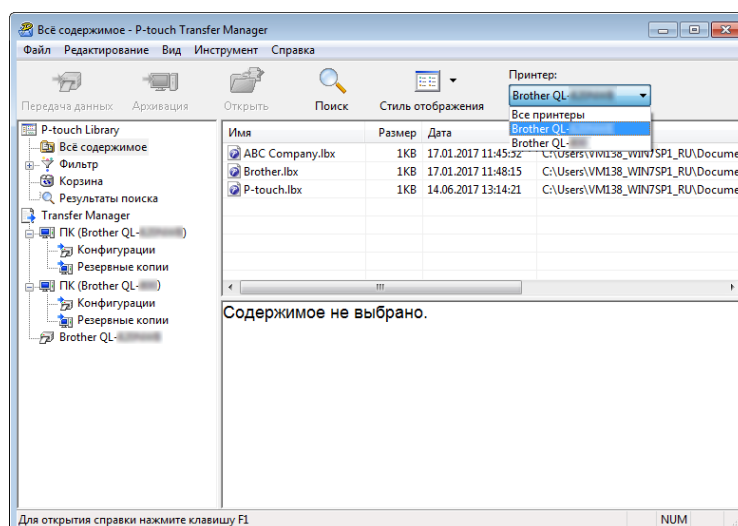 Всё содержимое - P-touch Transfer Manager
Файл Редактирование Вид Инструмент Справка
Передача данных Архивация Открыть Поиск Стиль отображения
Принтер:
Brother QL-
Все принтеры
Brother QL-
Brother QL-
P-touch Library
Всё содержимое
Фильтр
Корзина
Результаты поиска
Transfer Manager
ПК (Brother QL- )
Конфигурации
Резервные копии
ПК (Brother QL- )
Конфигурации
Резервные копии
Brother QL-
Имя Размер Дата
ABC Company.lbx 1KB 17.01.2017 11:45:52 C:\Users\VM138_WIN7SP1_RU\Docume
Brother.lbx 1KB 17.01.2017 11:48:15 C:\Users\VM138_WIN7SP1_RU\Docume
P-touch.lbx 1KB 14.06.2017 13:14:21 C:\Users\VM138_WIN7SP1_RU\Docume
Содержимое не выбрано.
Для открытия справки нажмите клавишу F1
NUM